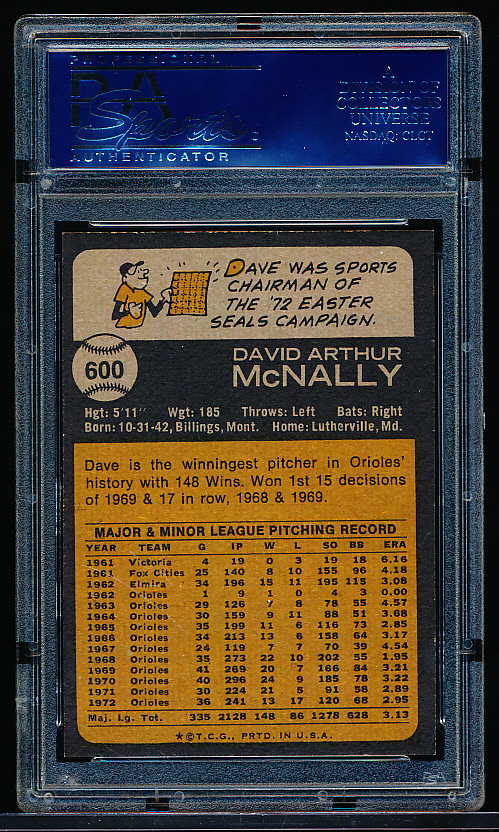 PROFESSIONAL
PSA
Sports
AUTHENTICATOR
A
DIVISION OF
COLLECTORS
UNIVERSE
NASDAQ: CLCT
DAVE WAS SPORTS
CHAIRMAN OF
THE '72 EASTER
SEALS CAMPAIGN.
600
DAVID ARTHUR
McNALLY
Hgt: 5'11" Wgt: 185 Throws: Left Bats: Right
Born: 10-31-42, Billings, Mont. Home: Lutherville, Md.
Dave is the winningest pitcher in Orioles'
history with 148 Wins. Won 1st 15 decisions
of 1969 & 17 in row, 1968 & 1969.
MAJOR & MINOR LEAGUE PITCHING RECORD
YEAR TEAM G IP W L SO BB ERA
1961 Victoria 4 19 0 3 19 18 6.16
1961 Fox Cities 25 140 8 10 155 96 4.18
1962 Elmira 34 196 15 11 195 115 3.08
1962 Orioles 1 9 1 0 4 3 0.00
1963 Orioles 29 126 7 8 78 55 4.57
1964 Orioles 30 159 9 11 88 51 3.68
1965 Orioles 35 199 11 6 116 73 2.85
1966 Orioles 34 213 13 6 158 64 3.17
1967 Orioles 24 119 7 7 70 39 4.54
1968 Orioles 35 273 22 10 202 55 1.95
1969 Orioles 41 269 20 7 166 84 3.21
1970 Orioles 40 296 24 9 185 78 3.22
1971 Orioles 30 224 21 5 91 58 2.89
1972 Orioles 36 241 13 17 120 68 2.95
Maj. Lg. Tot. 335 2128 148 86 1278 628 3.13
*©T.C.G., PRTD. IN U.S.A.